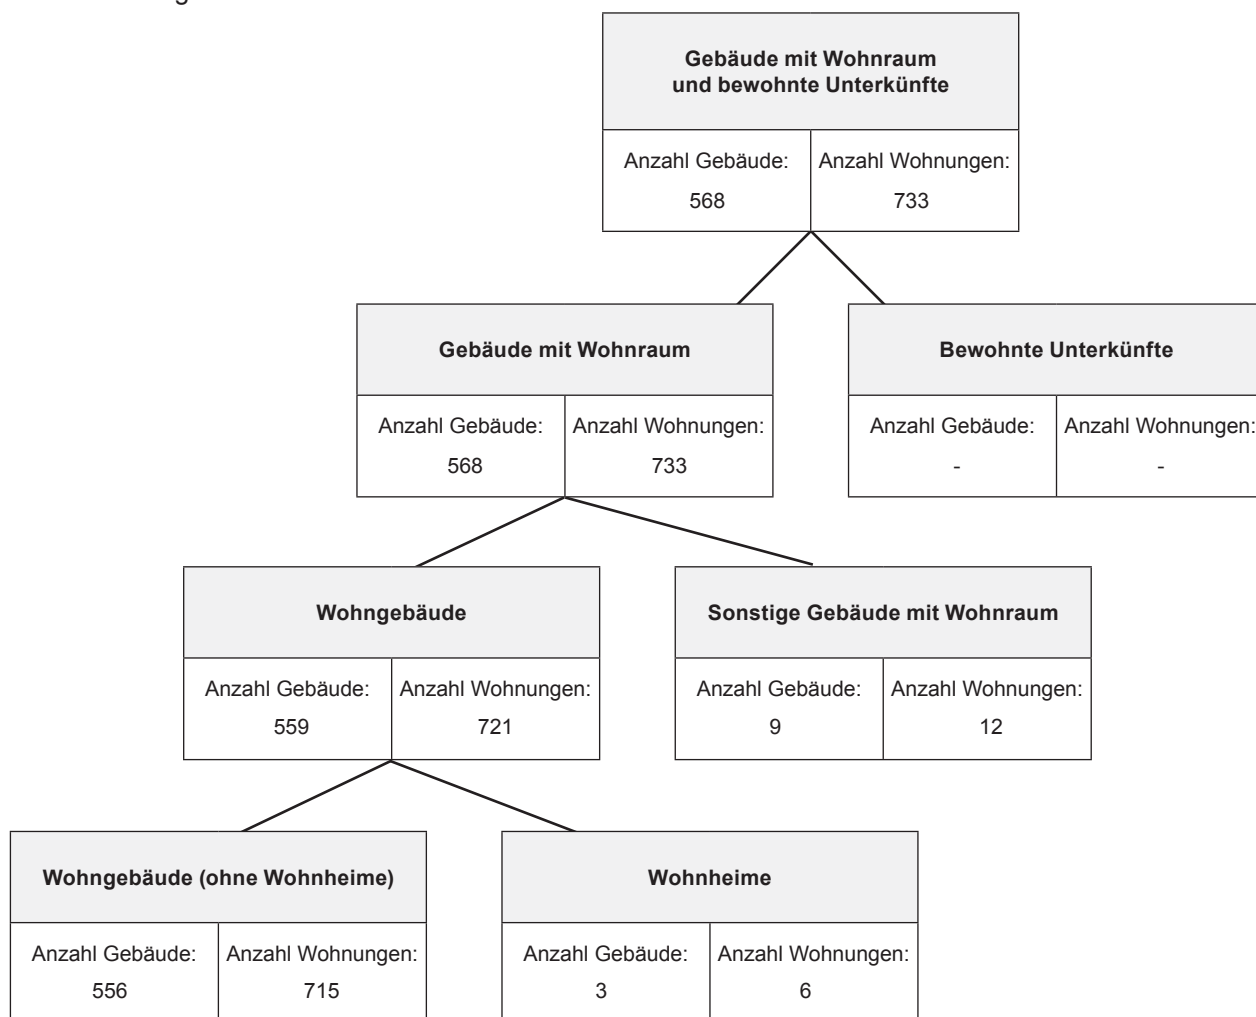 Gebäude mit Wohnraum
und bewohnte Unterkünfte
Anzahl Gebäude: Anzahl Wohnungen:
568 733
Gebäude mit Wohnraum
Bewohnte Unterkünfte
Anzahl Gebäude: Anzahl Wohnungen:
568 733
Anzahl Gebäude: Anzahl Wohnungen:
- -
Wohngebäude
Sonstige Gebäude mit Wohnraum
Anzahl Gebäude: Anzahl Wohnungen:
559 721
Anzahl Gebäude: Anzahl Wohnungen:
9 12
Wohngebäude (ohne Wohnheime)
Wohnheime
Anzahl Gebäude: Anzahl Wohnungen:
556 715
Anzahl Gebäude: Anzahl Wohnungen:
3 6